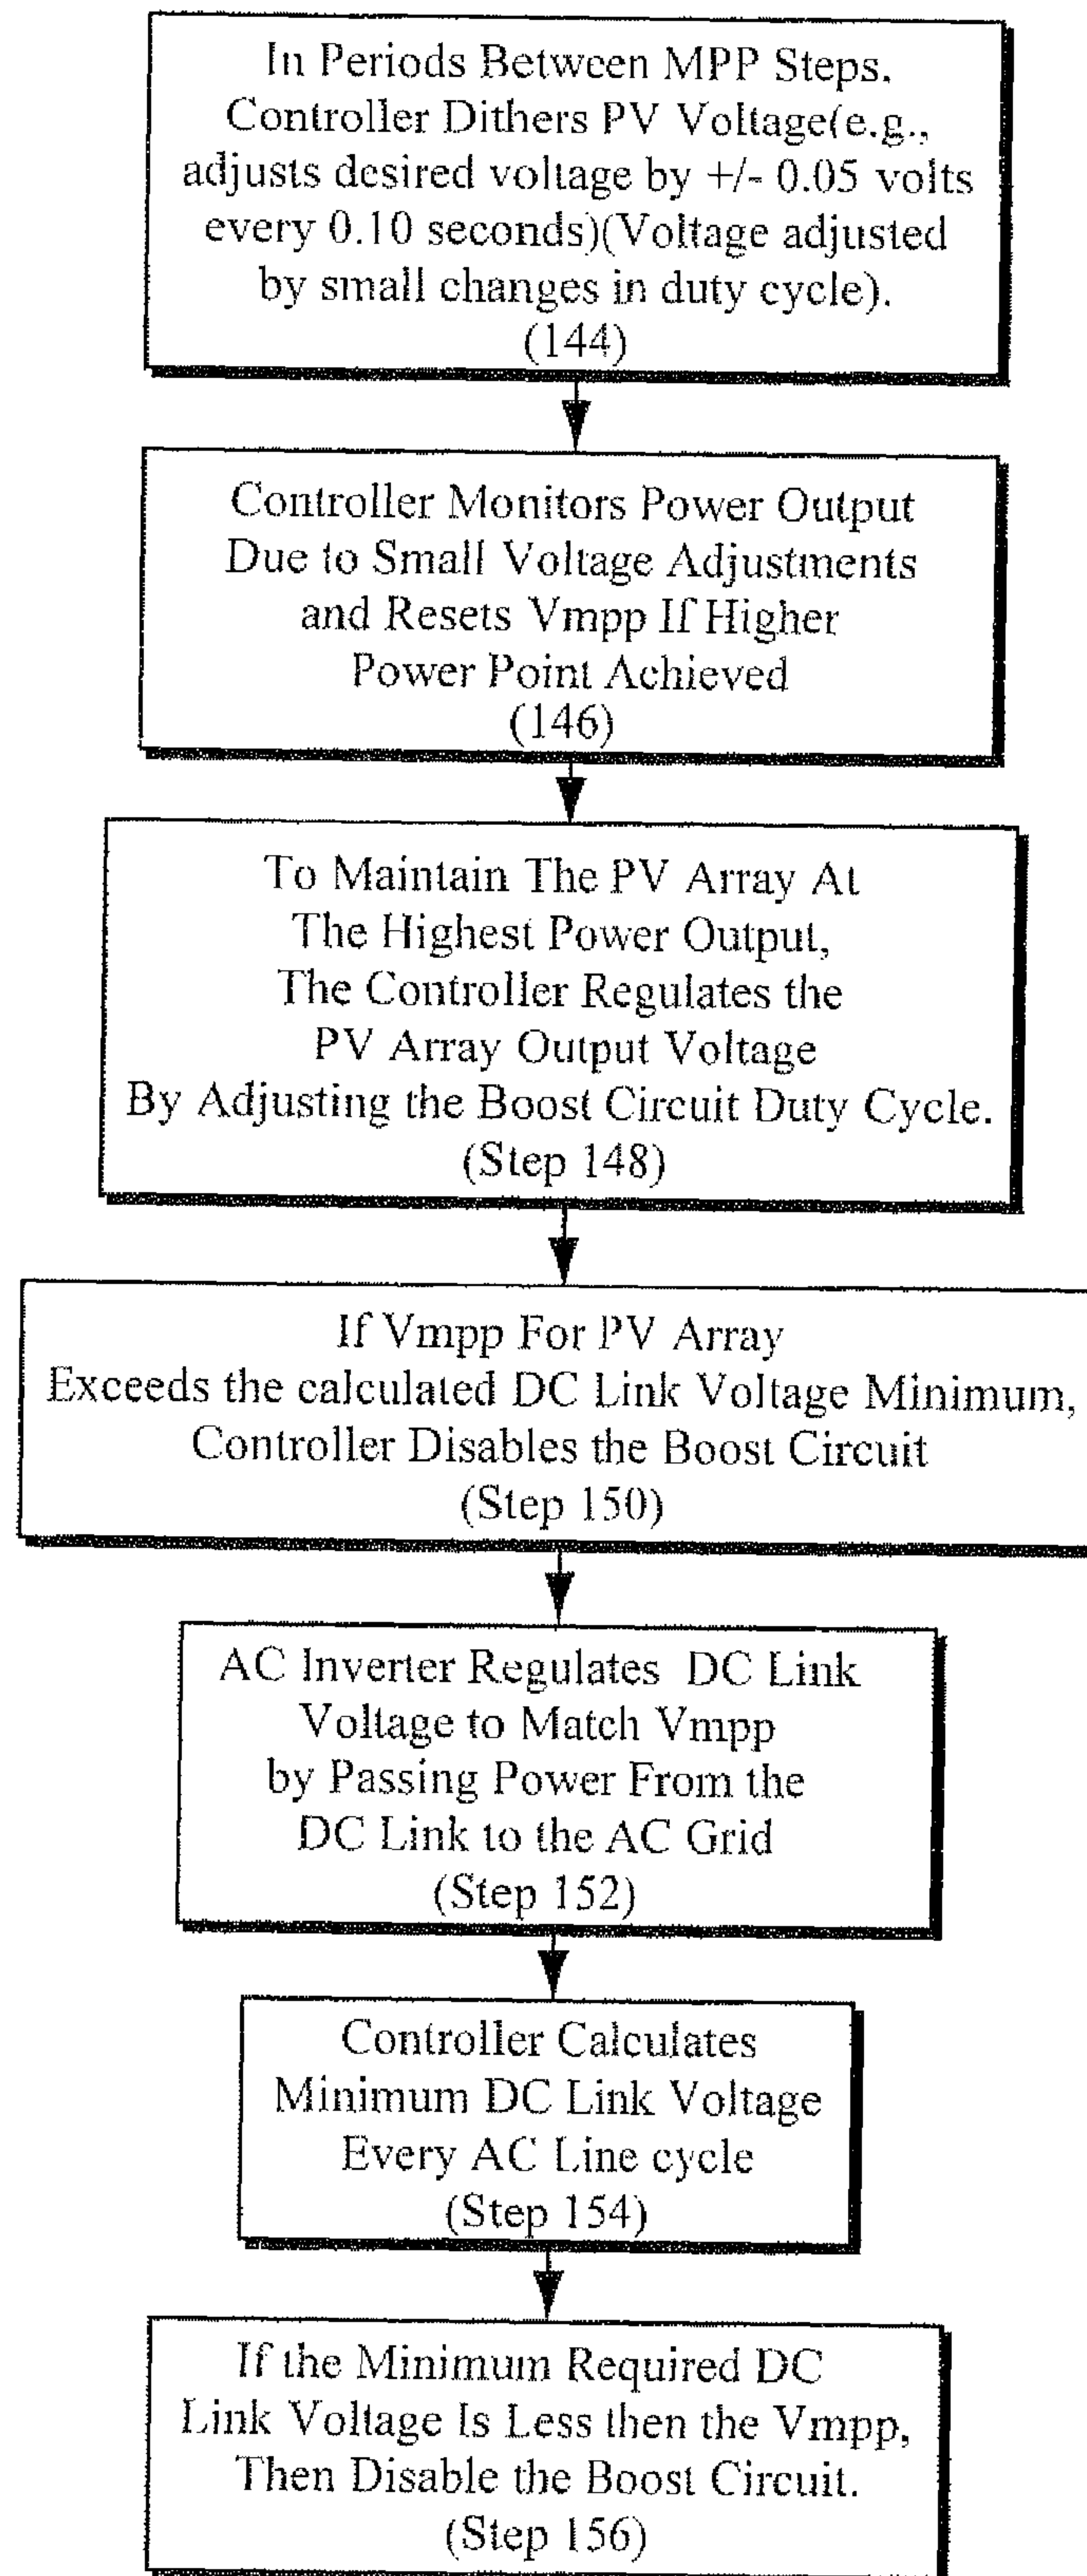 In Periods Between MPP Steps.
Controller Dithers PV Voltage(e.g.,
adjusts desired voltage by +/- 0.05 volts
every 0.10 seconds)(Voltage adjusted
by small changes in duty cycle).
(144)
Controller Monitors Power Output
Due to Small Voltage Adjustments
and Resets Vmpp If Higher
Power Point Achieved
(146)
To Maintain The PV Array At
The Highest Power Output,
The Controller Regulates the
PV Array Output Voltage
By Adjusting the Boost Circuit Duty Cycle.
(Step 148)
If Vmpp For PV Array
Exceeds the calculated DC Link Voltage Minimum,
Controller Disables the Boost Circuit
(Step 150)
AC Inverter Regulates DC Link
Voltage to Match Vmpp
by Passing Power From the
DC Link to the AC Grid
(Step 152)
Controller Calculates
Minimum DC Link Voltage
Every AC Line cycle
(Step 154)
If the Minimum Required DC
Link Voltage Is Less then the Vmpp,
Then Disable the Boost Circuit.
(Step 156)